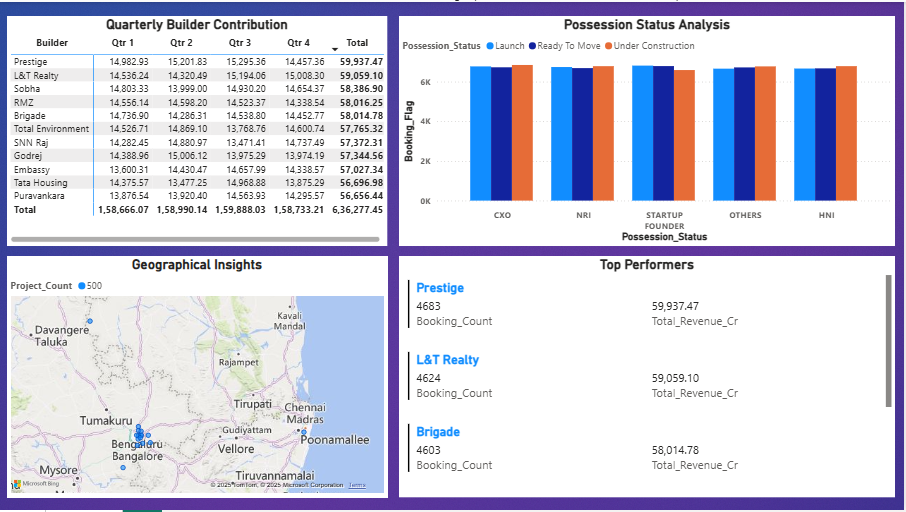 Quarterly Builder Contribution
Builder Qtr 1 Qtr 2 Qtr 3 Qtr 4 Total
Prestige 14,982.93 15,201.83 15,295.36 14,457.36 59,937.47
L&T Realty 14,536.24 14,320.49 15,194.06 15,008.30 59,059.10
Sobha 14,803.33 13,999.00 14,930.20 14,654.37 58,386.90
RMZ 14,556.14 14,598.20 14,523.37 14,338.54 58,016.25
Brigade 14,736.90 14,286.31 14,538.80 14,452.77 58,014.78
Total Environment 14,526.71 14,869.10 13,768.76 14,600.74 57,765.32
SNN Raj 14,282.45 14,880.97 13,471.41 14,737.49 57,372.31
Godrej 14,388.96 15,006.12 13,975.29 13,974.19 57,344.56
Embassy 13,600.31 14,430.47 14,657.99 14,338.57 57,027.34
Tata Housing 14,375.57 13,477.25 14,968.88 13,875.29 56,696.98
Puravankara 13,876.54 13,920.40 14,563.93 14,295.57 56,656.44
Total 1,58,666.07 1,58,990.14 1,59,888.03 1,58,733.21 6,36,277.45
Possession Status Analysis
Possession_Status Launch Ready To Move Under Construction
Booking_Flag
6K
4K
2K
0K
CXO NRI STARTUP FOUNDER OTHERS HNI
Possession_Status
Geographical Insights
Project_Count 500
Kavali
Mandal
Davangere
Taluka
Rajampet
Tirupati
Chennai
Madras
Tumakuru
Gudiyattam
Poonamallee
Bengaluru
Bangalore
Vellore
Mysore
Tiruvannamalai
Microsoft Bing
© 2025 TomTom, © 2025 Microsoft Corporation Terms
Top Performers
Prestige
4683 59,937.47
Booking_Count Total_Revenue_Cr
L&T Realty
4624 59,059.10
Booking_Count Total_Revenue_Cr
Brigade
4603 58,014.78
Booking_Count Total_Revenue_Cr